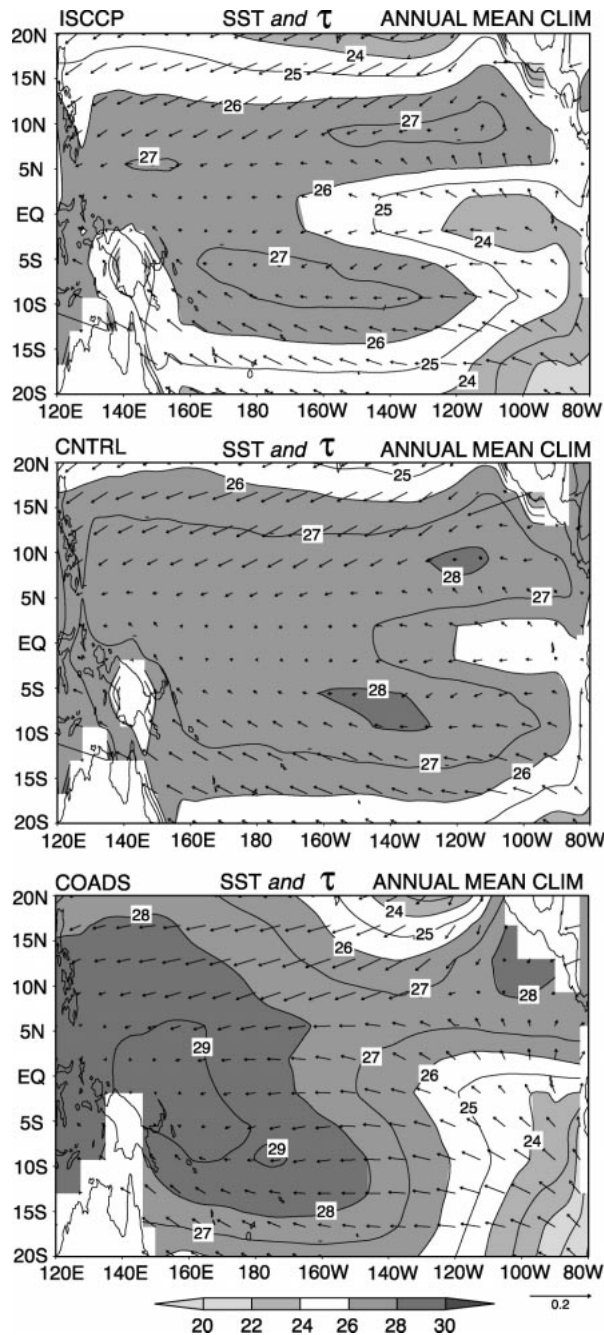 ISCCP SST and τ ANNUAL MEAN CLIM
20N
24
15N
25
26
10N
27
5N
27
26
EQ
25
24
5S
27
10S
15S
26
25
24
20S
120E 140E 160E 180 160W 140W 120W 100W 80W
CNTRL SST and τ ANNUAL MEAN CLIM
20N
26
25
15N
27
10N
28
5N
27
EQ
5S
28
10S
27
26
15S
20S
120E 140E 160E 180 160W 140W 120W 100W 80W
COADS SST and τ ANNUAL MEAN CLIM
20N
28
24
15N
26
25
10N
27
28
5N
29
27
EQ
26
25
5S
24
10S
29
15S
28
27
20S
120E 140E 160E 180 160W 140W 120W 100W 80W
0.2
20 22 24 26 28 30